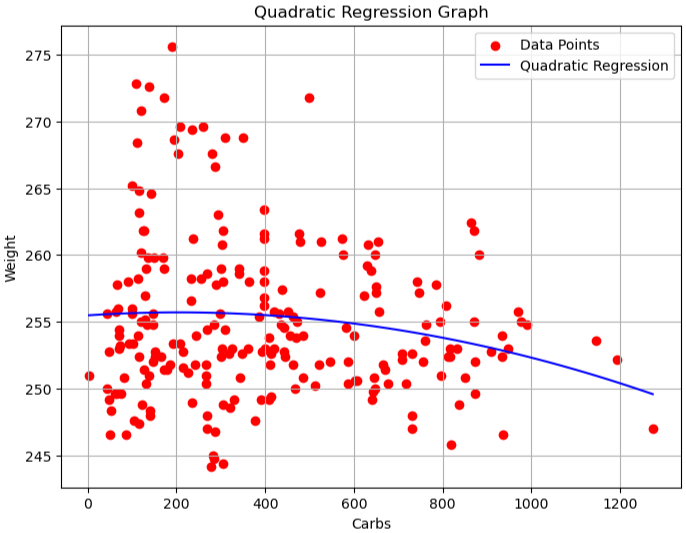 Quadratic Regression Graph
Data Points
Quadratic Regression
275
270
265
260
255
250
245
Weight
0 200 400 600 800 1000 1200
Carbs